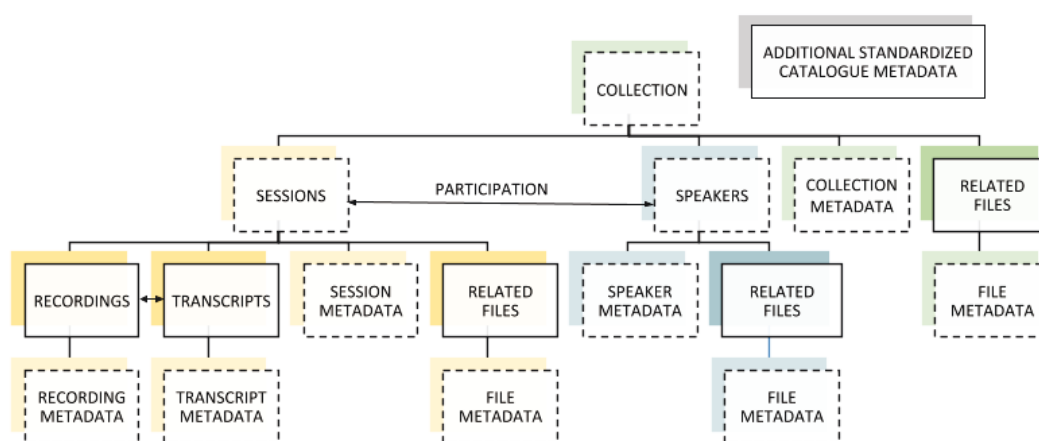 ADDITIONAL STANDARDIZED
CATALOGUE METADATA
COLLECTION
SESSIONS
PARTICIPATION
SPEAKERS
COLLECTION
METADATA
RELATED
FILES
RECORDINGS
TRANSCRIPTS
SESSION
METADATA
RELATED
FILES
SPEAKER
METADATA
RELATED
FILES
FILE
METADATA
RECORDING
METADATA
TRANSCRIPT
METADATA
FILE
METADATA
FILE
METADATA